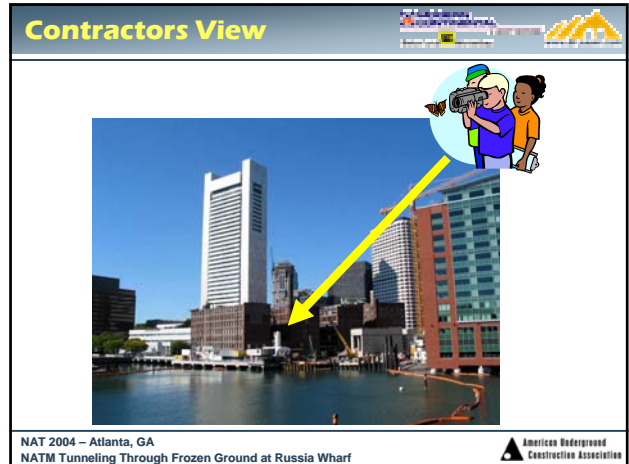 Contractors View
NAT 2004 – Atlanta, GA
NATM Tunneling Through Frozen Ground at Russia Wharf
American Underground
Construction Association